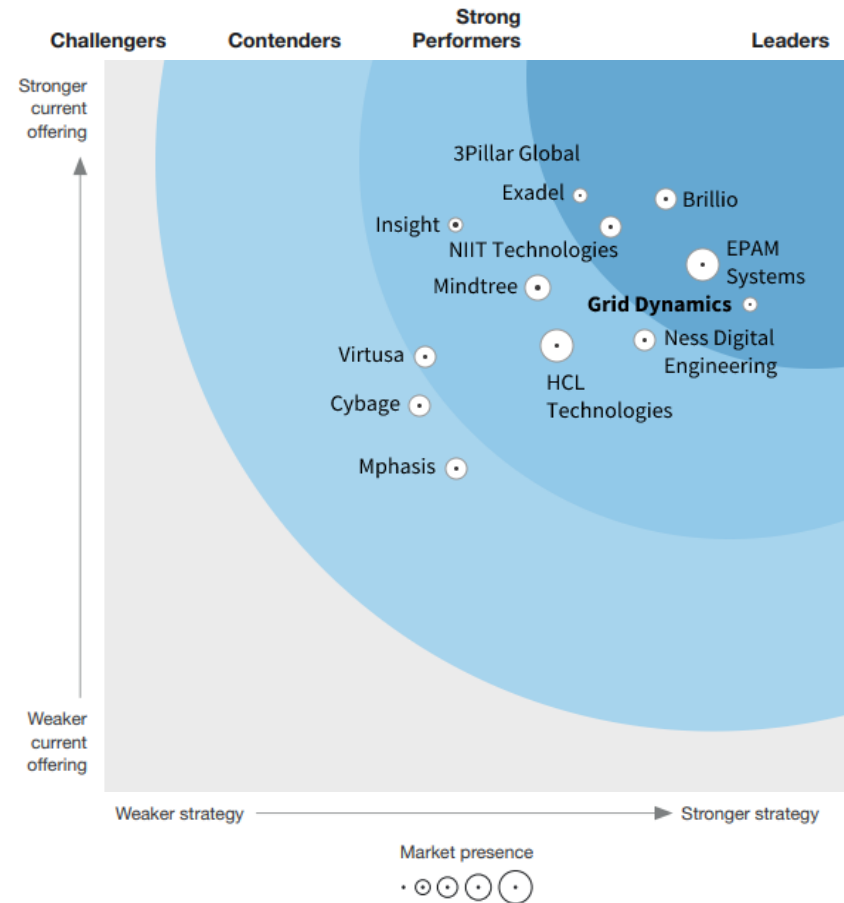 Strong
Challengers Contenders Performers Leaders
Stronger
current
offering
3Pillar Global
Exadel
Brillio
Insight
NIIT Technologies
EPAM
Systems
Mindtree
Grid Dynamics
Ness Digital
Engineering
Virtusa
HCL
Technologies
Cybage
Mphasis
Weaker
current
offering
Weaker strategy Stronger strategy
Market presence